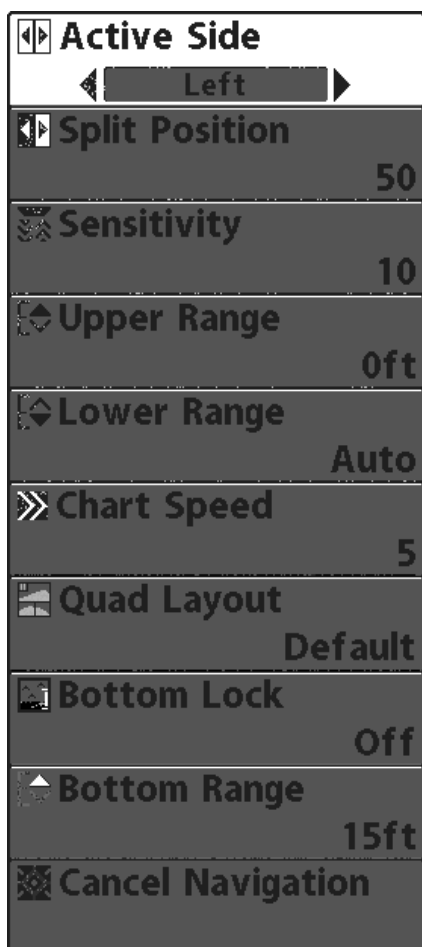 Active Side
Left
Split Position
50
Sensitivity
10
Upper Range
0ft
Lower Range
Auto
Chart Speed
5
Quad Layout
Default
Bottom Lock
Off
Bottom Range
15ft
Cancel Navigation